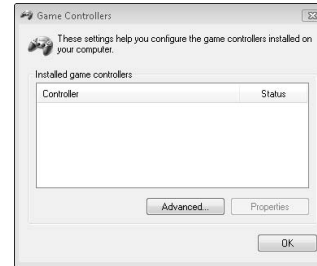 Game Controllers
These settings help you configure the game controllers installed on
your computer.
Installed game controllers
Controller Status
Advanced... Properties
OK